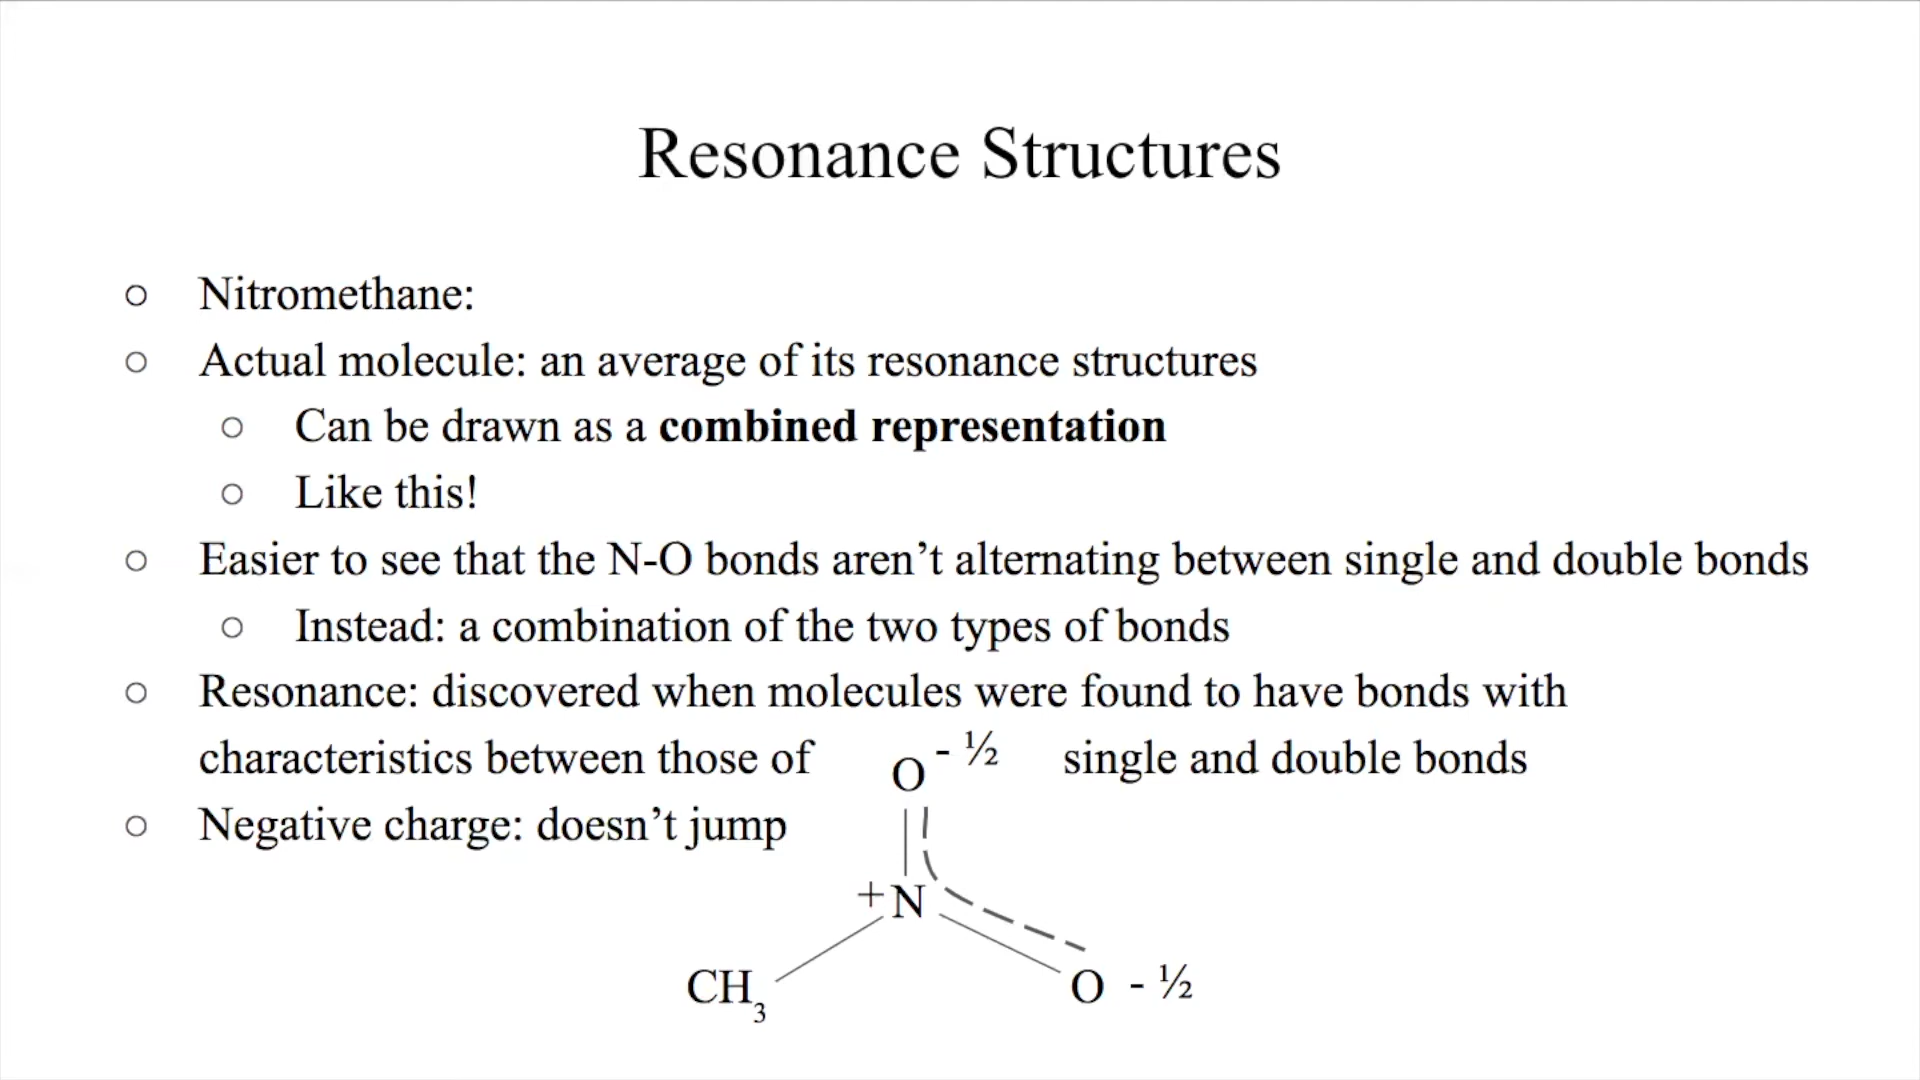 Resonance Structures
○ Nitromethane:
○ Actual molecule: an average of its resonance structures
○ Can be drawn as a combined representation
○ Like this!
○ Easier to see that the N-O bonds aren’t alternating between single and double bonds
○ Instead: a combination of the two types of bonds
○ Resonance: discovered when molecules were found to have bonds with
characteristics between those of single and double bonds
○ Negative charge: doesn’t jump
O - ½
+N
CH3
O - ½